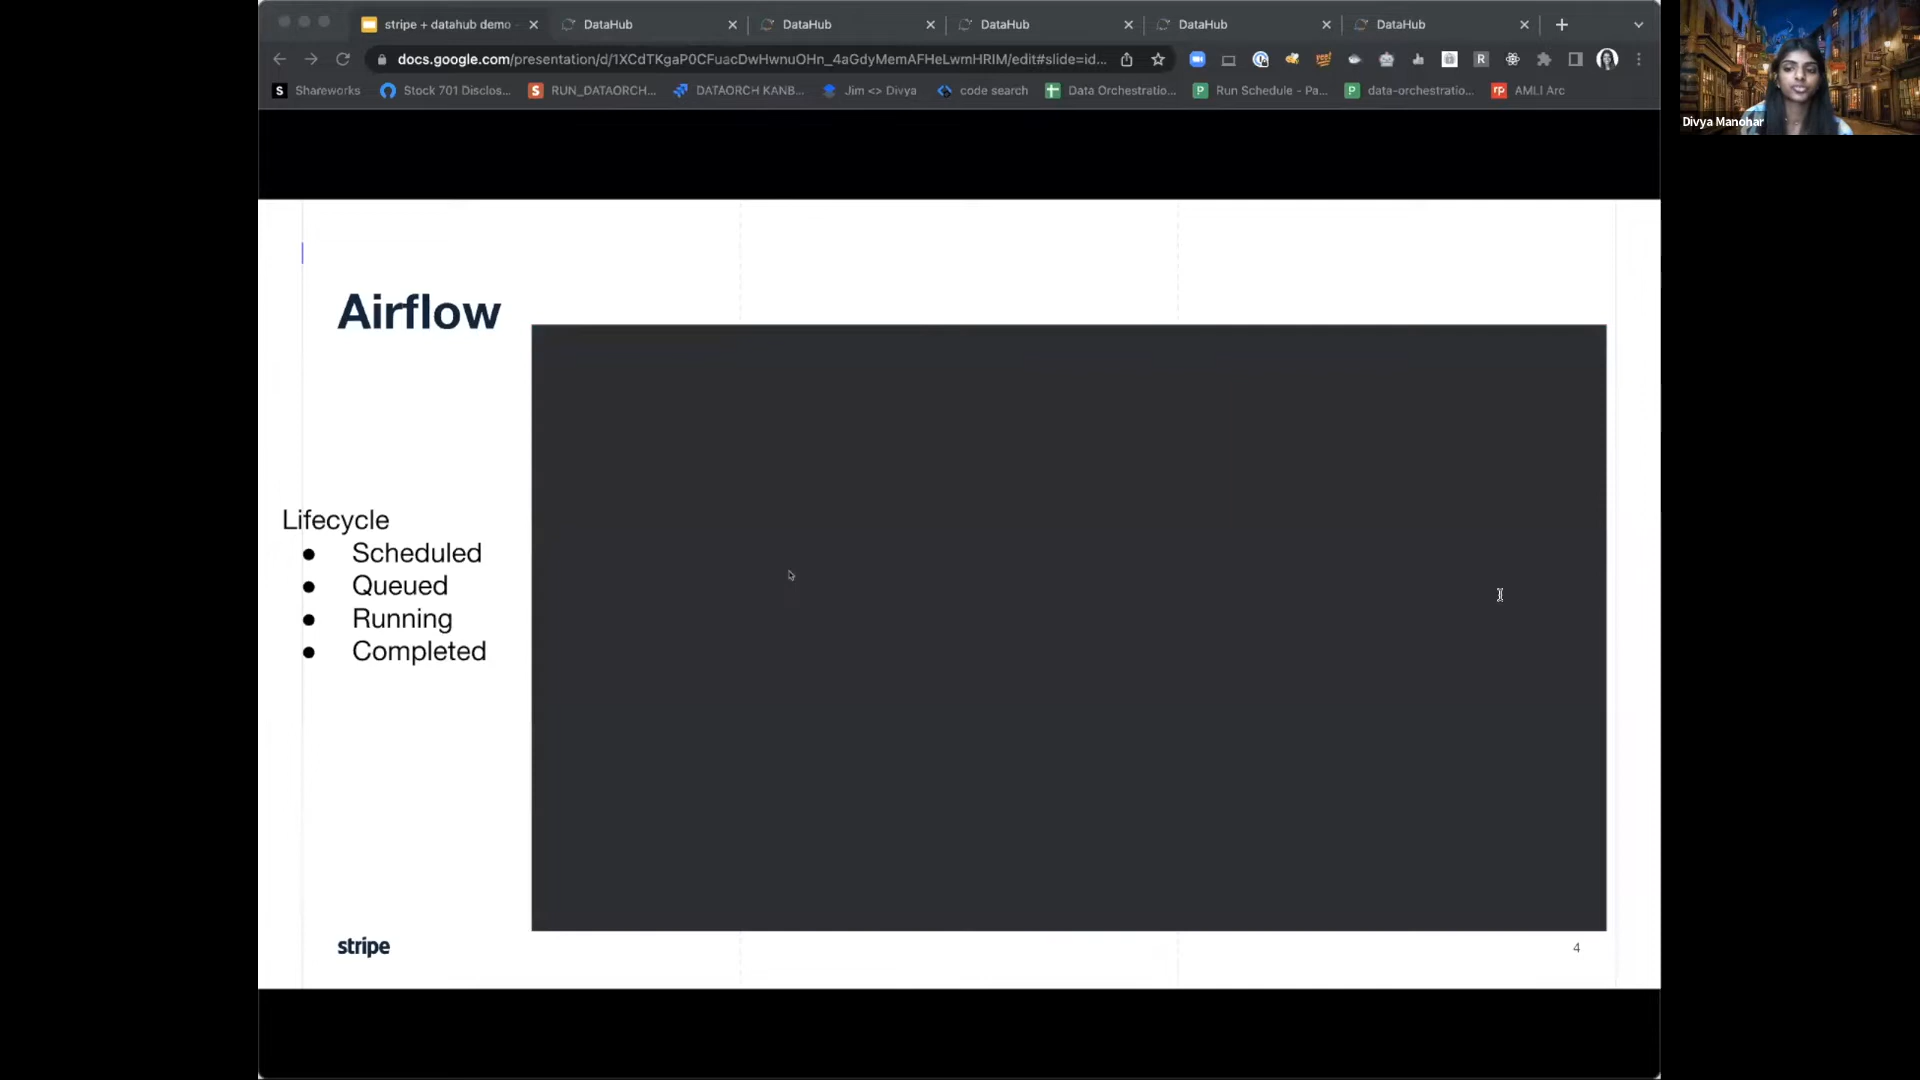 stripe + datahub demo
DataHub
DataHub
DataHub
DataHub
DataHub
docs.google.com/presentation/d/1XCdTKgaP0CFuacDwHwnuOHn_4aGdyMemAFHeLwmHRIM/edit#slide=id...
Shareworks
Stock 701 Disclos...
RUN_DATAORCH...
DATAORCH KANB...
Jim <> Divya
code search
Data Orchestratio...
Run Schedule - Pa...
data-orchestratio...
AMLI Arc
Divya Manohar
Airflow
Lifecycle
● Scheduled
● Queued
● Running
● Completed
stripe
4